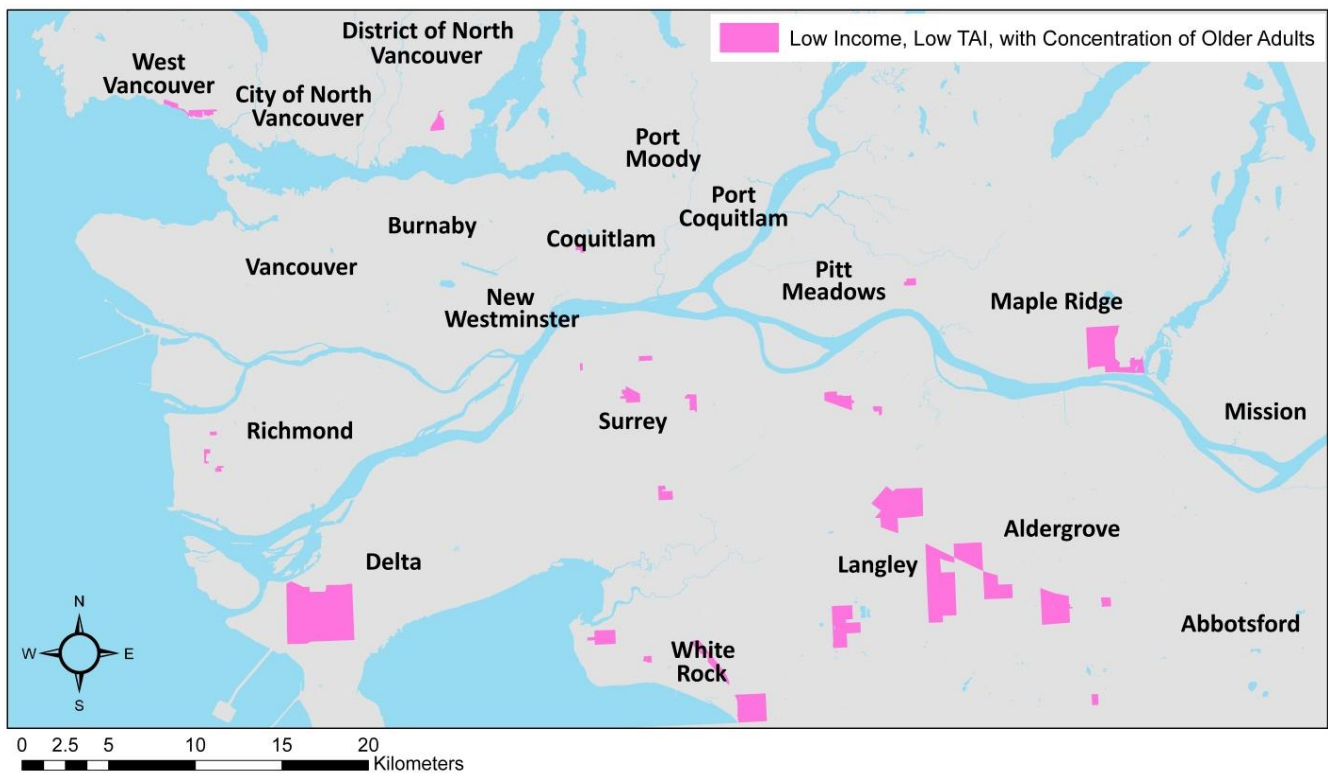 Low Income, Low TAI, with Concentration of Older Adults
District of North
Vancouver
West
Vancouver
City of North
Vancouver
Port
Moody
Port
Coquitlam
Burnaby
Coquitlam
Vancouver
Pitt
Meadows
New
Westminster
Maple Ridge
Mission
Surrey
Richmond
Aldergrove
Delta
Langley
Abbotsford
White
Rock
N
W
E
S
0 2.5 5 10 15 20
Kilometers